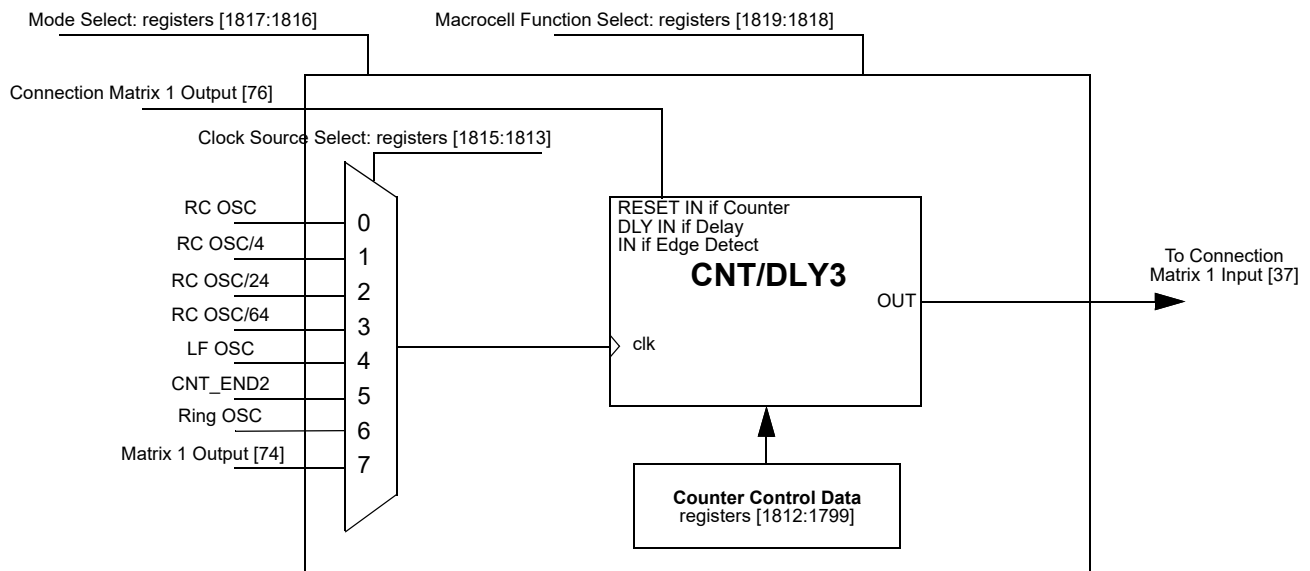 Mode Select: registers [1817:1816]
Macrocell Function Select: registers [1819:1818]
Connection Matrix 1 Output [76]
Clock Source Select: registers [1815:1813]
RC OSC
0
RC OSC/4
1
RC OSC/24
2
RC OSC/64
3
LF OSC
4
CNT_END2
5
Ring OSC
6
Matrix 1 Output [74]
7
RESET IN if Counter
DLY IN if Delay
IN if Edge Detect
CNT/DLY3
OUT
clk
To Connection
Matrix 1 Input [37]
Counter Control Data
registers [1812:1799]